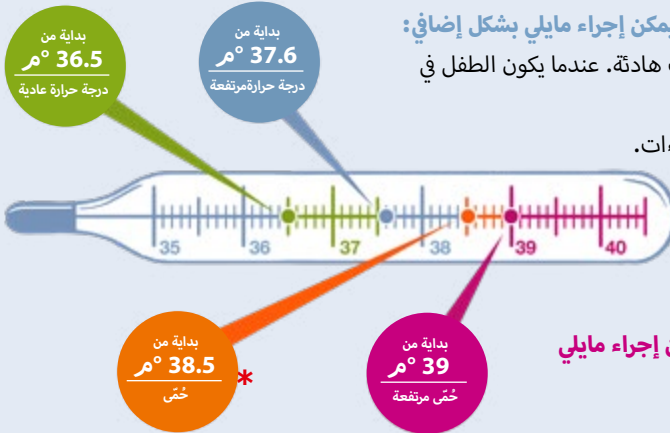 يمكن إجراء مايلي بشكل إضافي:
هادئة. عندما يكون الطفل في
بداية من
36.5 °م
درجة حرارة عادية
بداية من
37.6 °م
درجة حرارةمرتفعة
35 36 37 38 39 40
بداية من
38.5 °م
حُمّى
*
بداية من
39 °م
حُمّى مرتفعة
إجراء مايلي